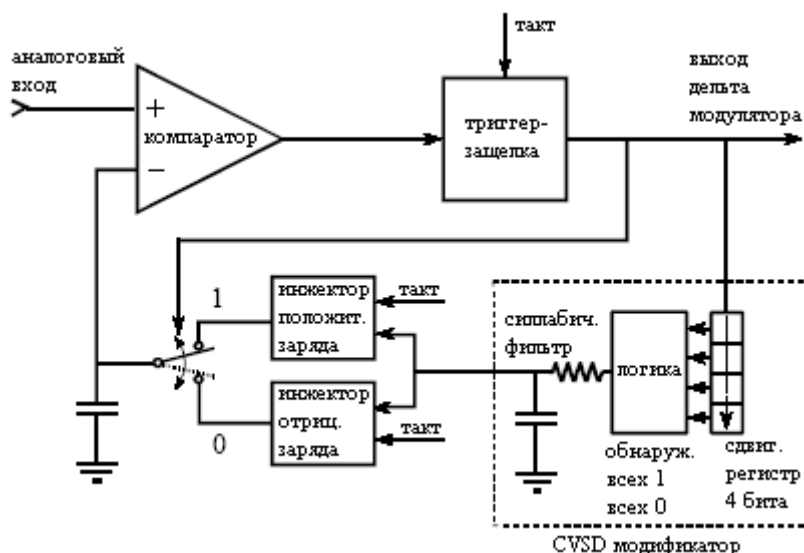 аналоговый
вход
+
−
компаратор
такт
триггер-
защелка
выход
дельта
модулятора
1
0
инжектор
положит.
заряда
такт
инжектор
отриц.
заряда
такт
силлабич.
фильтр
логика
обнаруж.
всех 1
всех 0
сдвиг.
регистр
4 бита
CVSD модификатор